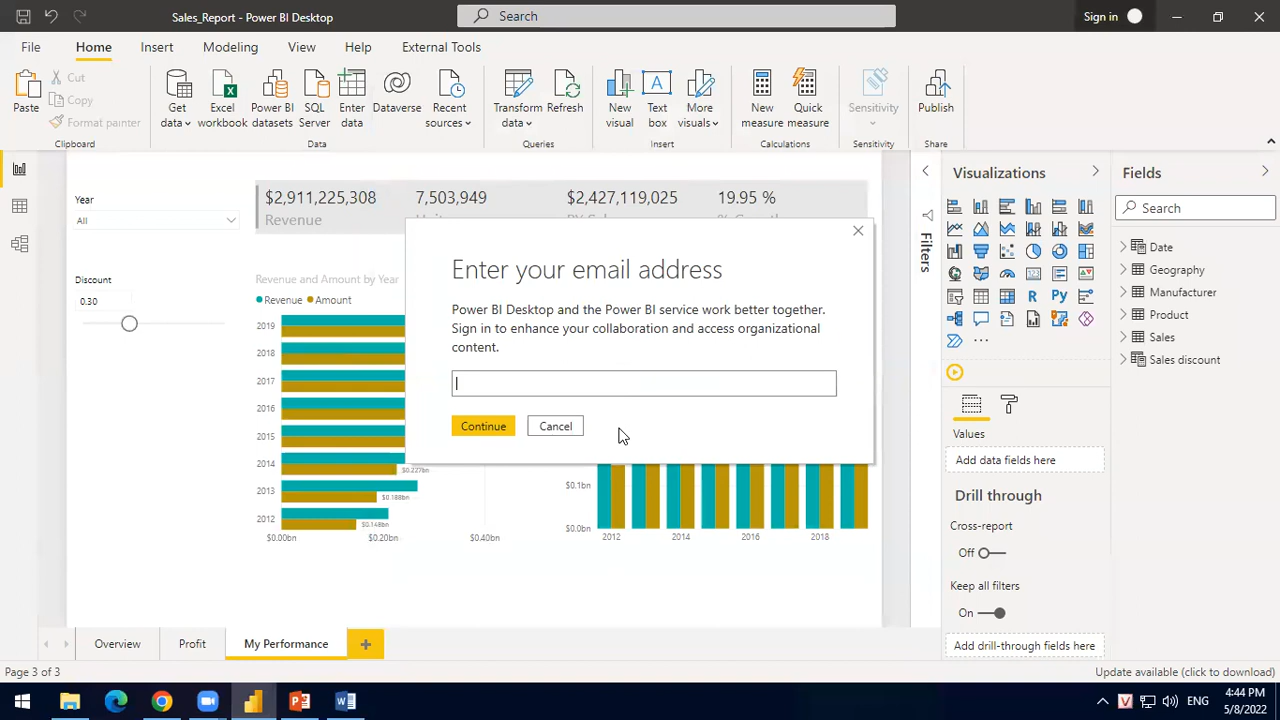 Sales_Report - Power BI Desktop
Search
Sign in
File
Home
Insert
Modeling
View
Help
External Tools
Paste
Cut
Copy
Format painter
Clipboard
Get data
Excel workbook
Power BI datasets
SQL Server
Enter data
Dataverse
Recent sources
Data
Transform data
Refresh
Queries
New visual
Text box
More visuals
Insert
New measure
Quick measure
Calculations
Sensitivity
Sensitivity
Publish
Share
Year
All
Discount
0.30
$2,911,225,308
Revenue
7,503,949
$2,427,119,025
19.95 %
Revenue and Amount by Year
Revenue
Amount
2019
2018
2017
2016
2015
2014
$0.227bn
2013
$0.188bn
2012
$0.148bn
$0.00bn
$0.20bn
$0.40bn
Enter your email address
Power BI Desktop and the Power BI service work better together.
Sign in to enhance your collaboration and access organizational
content.
Continue
Cancel
$0.1bn
$0.0bn
2012
2014
2016
2018
Filters
Visualizations
R
Py
123
Values
Add data fields here
Drill through
Cross-report
Off
Keep all filters
On
Add drill-through fields here
Fields
Search
Date
Geography
Manufacturer
Product
Sales
Sales discount
Overview
Profit
My Performance
Page 3 of 3
Update available (click to download)
ENG
4:44 PM
5/8/2022